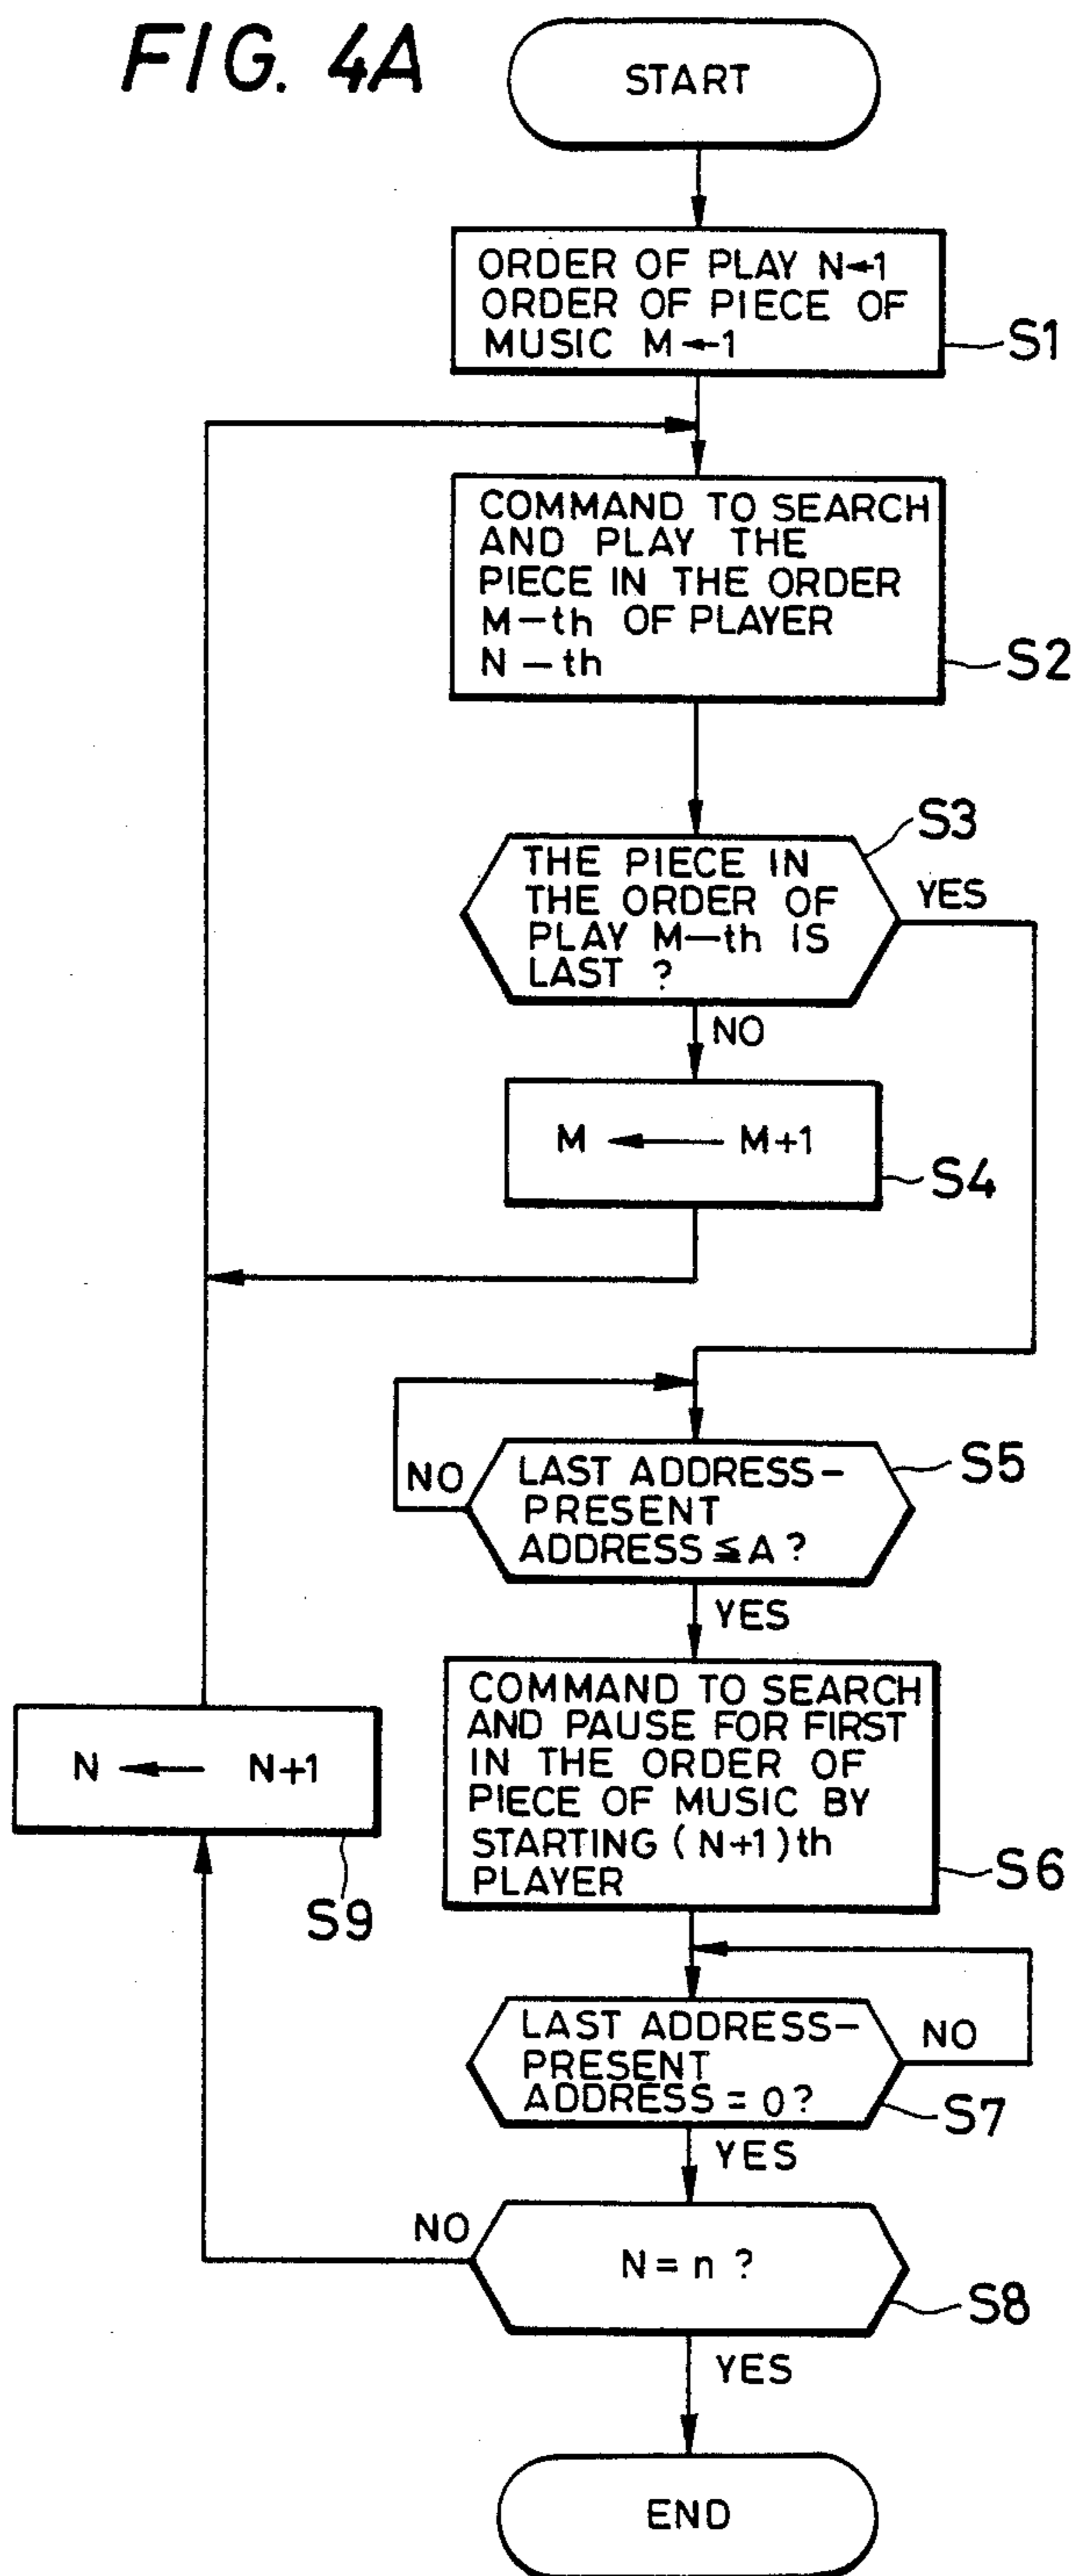 FIG. 4A
START
ORDER OF PLAY N←1
ORDER OF PIECE OF
MUSIC M←1
S1
COMMAND TO SEARCH
AND PLAY THE
PIECE IN THE ORDER
M-th OF PLAYER
N-th
S2
S3
THE PIECE IN
THE ORDER OF
PLAY M-th IS
LAST ?
YES
NO
M ← M+1
S4
NO
LAST ADDRESS-
PRESENT
ADDRESS ≦ A ?
S5
YES
COMMAND TO SEARCH
AND PAUSE FOR FIRST
IN THE ORDER OF
PIECE OF MUSIC BY
STARTING (N+1)th
PLAYER
S6
N ← N+1
S9
LAST ADDRESS-
PRESENT
ADDRESS = 0 ?
NO
S7
YES
NO
N = n ?
S8
YES
END